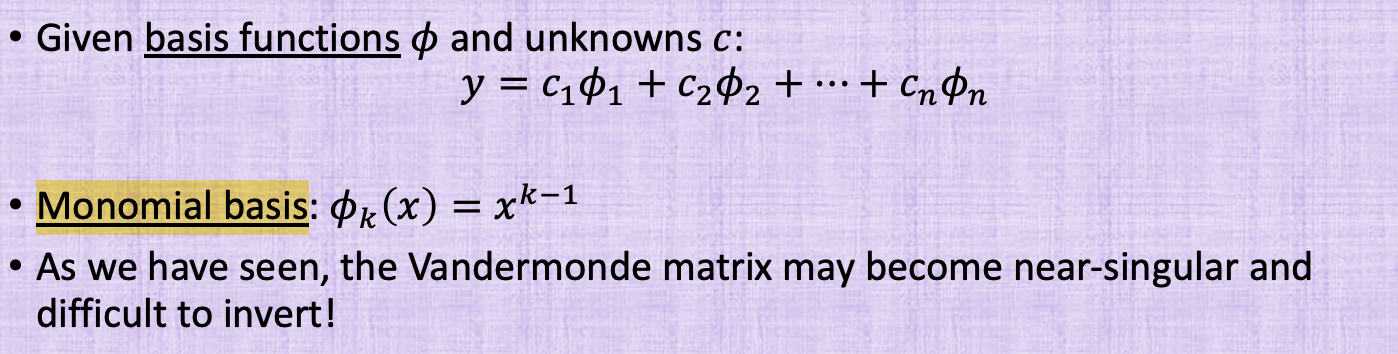 • Given basis functions 𝜙 and unknowns 𝑐:
𝑦 = 𝑐₁𝜙₁ + 𝑐₂𝜙₂ + ⋯ + 𝑐ₙ𝜙ₙ
• Monomial basis: 𝜙ₖ(𝑥) = 𝑥ᵏ⁻¹
• As we have seen, the Vandermonde matrix may become near-singular and
difficult to invert!